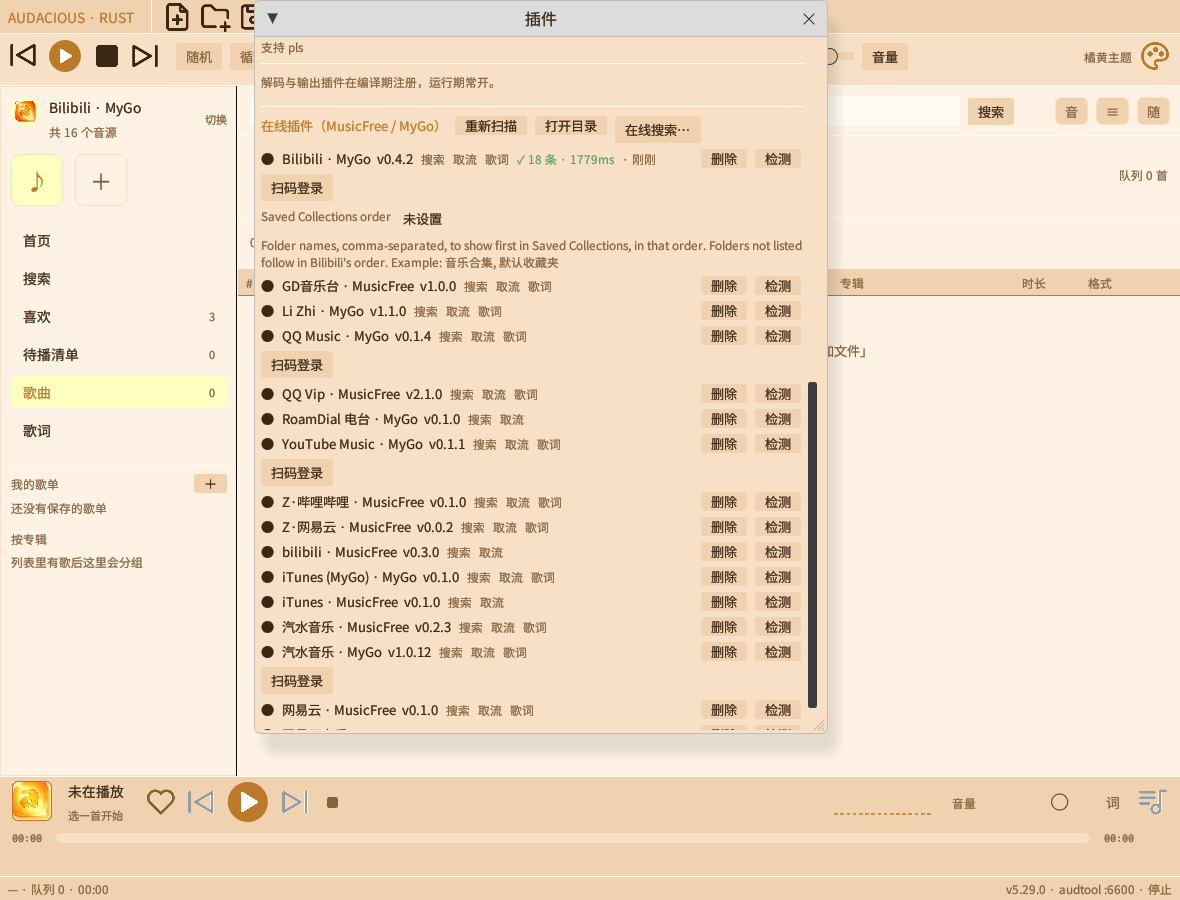 AUDACIOUS · RUST
插件
随机
音量
橘黄主题
支持 pls
解码与输出插件在编译期注册，运行期常开。
在线插件（MusicFree / MyGo） 重新扫描 打开目录 在线搜索…
Bilibili · MyGo v0.4.2 搜索 取流 歌词 ✓18 条 · 1779ms · 刚刚 删除 检测
扫码登录
Saved Collections order 未设置
Folder names, comma-separated, to show first in Saved Collections, in that order. Folders not listed
follow in Bilibili's order. Example: 音乐合集, 默认收藏夹
GD音乐台 · MusicFree v1.0.0 搜索 取流 歌词 删除 检测
Li Zhi · MyGo v1.1.0 搜索 取流 歌词 删除 检测
QQ Music · MyGo v0.1.4 搜索 取流 歌词 删除 检测
扫码登录
QQ Vip · MusicFree v2.1.0 搜索 取流 歌词 删除 检测
RoamDial 电台 · MyGo v0.1.0 搜索 取流 删除 检测
YouTube Music · MyGo v0.1.1 搜索 取流 歌词 删除 检测
扫码登录
Z·哔哩哔哩 · MusicFree v0.1.0 搜索 取流 歌词 删除 检测
Z·网易云 · MusicFree v0.0.2 搜索 取流 歌词 删除 检测
bilibili · MusicFree v0.3.0 搜索 取流 删除 检测
iTunes (MyGo) · MyGo v0.1.0 搜索 取流 歌词 删除 检测
iTunes · MusicFree v0.1.0 搜索 取流 删除 检测
汽水音乐 · MusicFree v0.2.3 搜索 取流 歌词 删除 检测
汽水音乐 · MyGo v1.0.12 搜索 取流 歌词 删除 检测
扫码登录
网易云 · MusicFree v0.1.0 搜索 取流 歌词 删除 检测
Bilibili · MyGo
共 16 个音源
切换
首页
搜索
喜欢 3
待播清单 0
歌曲 0
歌词
我的歌单 +
还没有保存的歌单
按专辑
列表里有歌后这里会分组
搜索 音 ≡ 随
队列 0 首
# 专辑 时长 格式
文件」
未在播放
选一首开始
音量
词
00:00 00:00
— · 队列 0 · 00:00
v5.29.0 · audtool :6600 · 停止